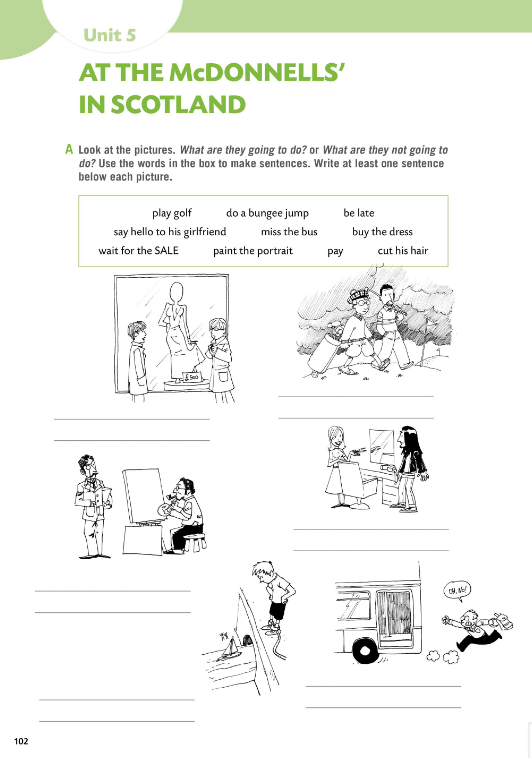 Unit 5
AT THE McDONNELLS'
IN SCOTLAND
A Look at the pictures. What are they going to do? or What are they not going to
do? Use the words in the box to make sentences. Write at least one sentence
below each picture.
play golf do a bungee jump be late
say hello to his girlfriend miss the bus buy the dress
wait for the SALE paint the portrait pay cut his hair
£ 500
OH, NO!
102